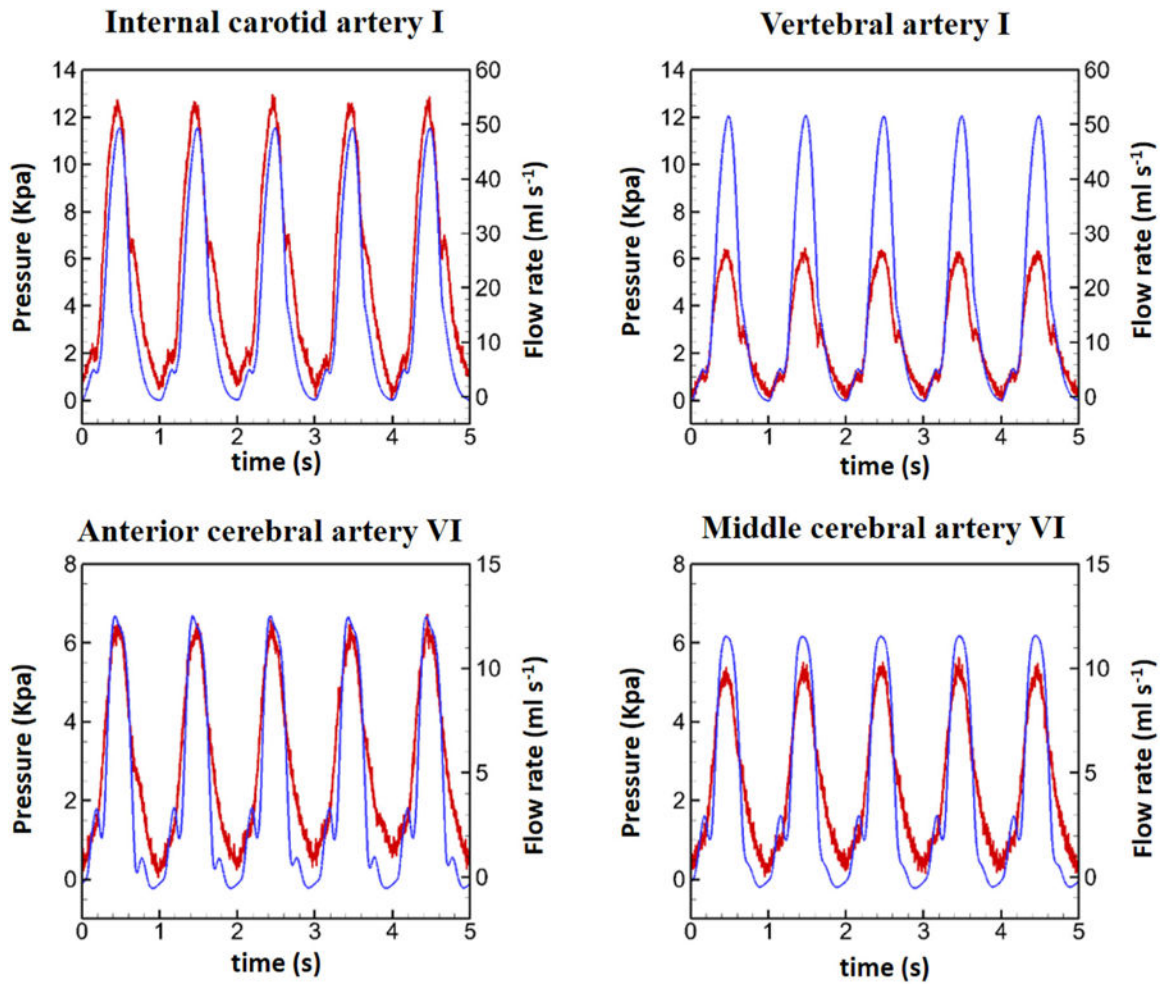 Internal carotid artery I
14
12
10
8
6
4
2
0
Pressure (Kpa)
60
50
40
30
20
10
0
Flow rate (ml s⁻¹)
0 1 2 3 4 5
time (s)
Vertebral artery I
14
12
10
8
6
4
2
0
Pressure (Kpa)
60
50
40
30
20
10
0
Flow rate (ml s⁻¹)
0 1 2 3 4 5
time (s)
Anterior cerebral artery VI
8
6
4
2
0
Pressure (Kpa)
15
10
5
0
Flow rate (ml s⁻¹)
0 1 2 3 4 5
time (s)
Middle cerebral artery VI
8
6
4
2
0
Pressure (Kpa)
15
10
5
0
Flow rate (ml s⁻¹)
0 1 2 3 4 5
time (s)